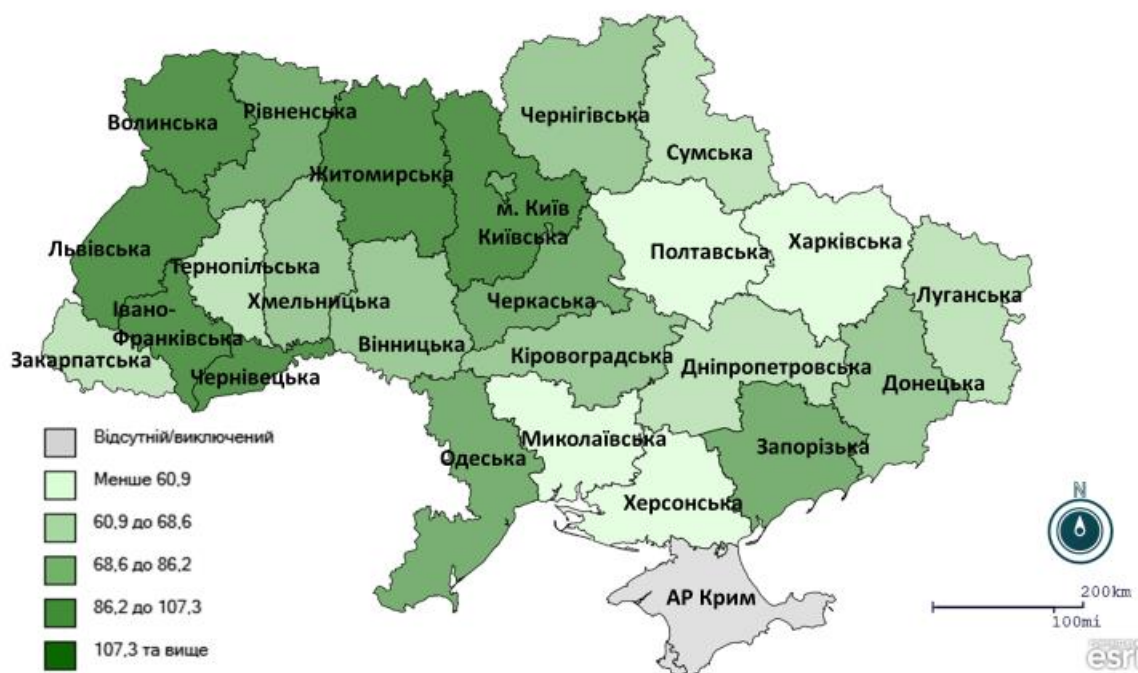 Волинська
Рівненська
Житомирська
Чернігівська
Сумська
м. Київ
Київська
Львівська
Тернопільська
Хмельницька
Івано-
Франківська
Закарпатська
Чернівецька
Вінницька
Черкаська
Полтавська
Харківська
Луганська
Кіровоградська
Дніпропетровська
Донецька
Миколаївська
Запорізька
Одеська
Херсонська
АР Крим
Відсутній/виключений
Менше 60,9
60,9 до 68,6
68,6 до 86,2
86,2 до 107,3
107,3 та вище
N
200km
100mi
esri